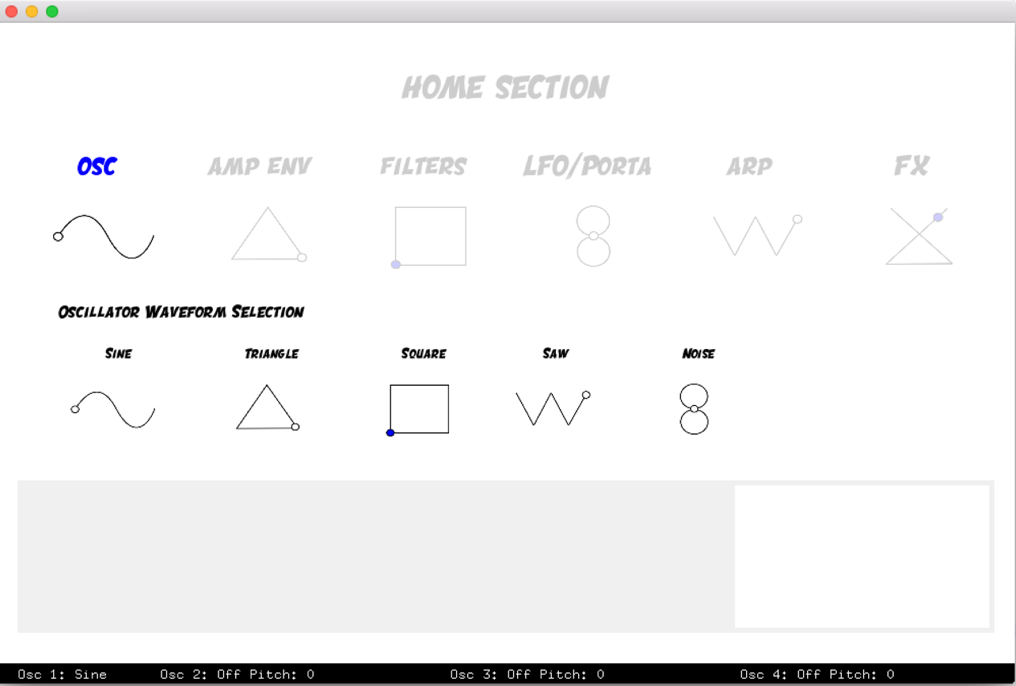 HOME SECTION
OSC AMP ENV FILTERS LFO/PORTA ARP FX
OSCILLATOR WAVEFORM SELECTION
SINE TRIANGLE SQUARE SAW NOISE
Osc 1: Sine Osc 2: Off Pitch: 0 Osc 3: Off Pitch: 0 Osc 4: Off Pitch: 0